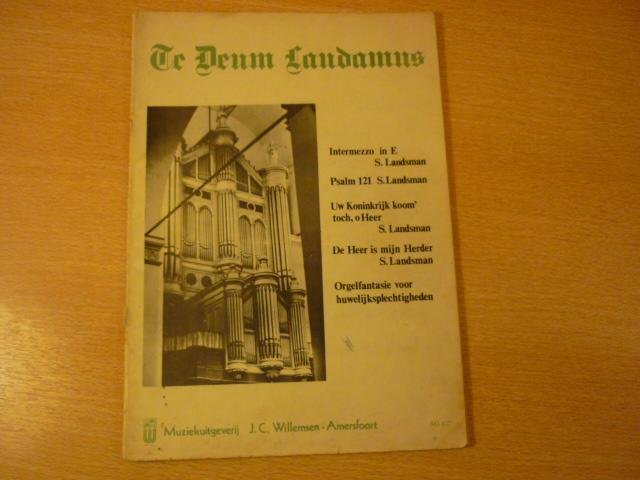 Te Deum Laudamus
Intermezzo in E
S. Landsman
Psalm 121 S. Landsman
Uw Koninkrijk koom'
toch, o Heer
S. Landsman
De Heer is mijn Herder
S. Landsman
Orgelfantasie voor
huwelijksplechtigheden
Muziekuitgeverij J. C. Willemsen - Amersfoort